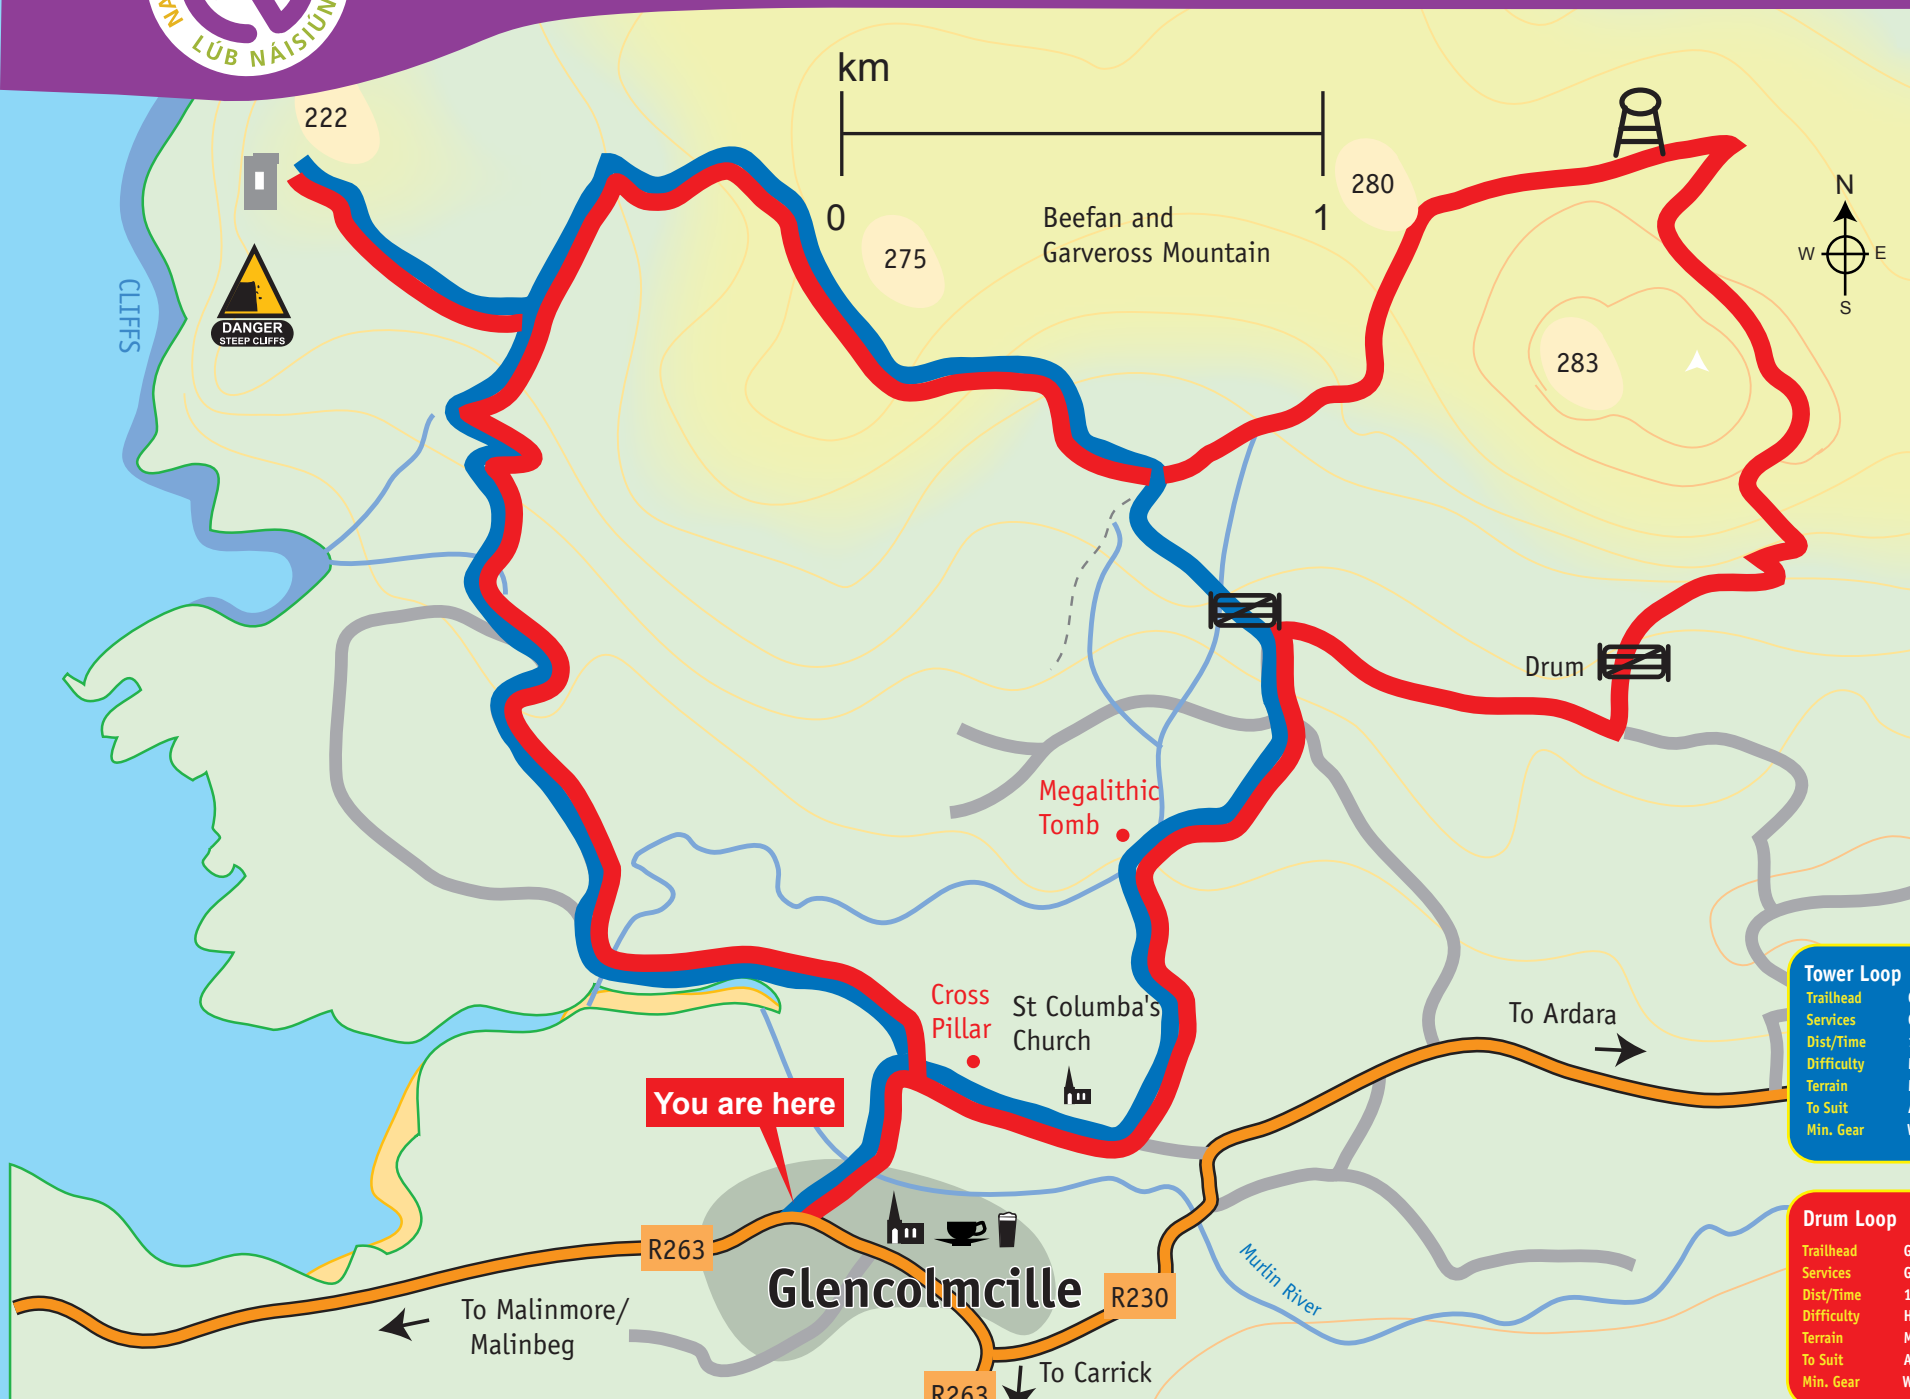 LÚB NÁISIÚN
km
0
1
222
275
280
283
Beefan and
Garveross Mountain
N
W
E
S
CLIFFS
DANGER
STEEP CLIFFS
Drum
Megalithic
Tomb
Cross
Pillar
St Columba's
Church
To Ardara
You are here
R263
Glencolmcille
R230
Murlin River
To Malinmore/
Malinbeg
To Carrick
R263
Tower Loop
Trailhead
Services
Dist/Time
Difficulty
Terrain
To Suit
Min. Gear
Drum Loop
Trailhead G
Services G
Dist/Time 1
Difficulty H
Terrain M
To Suit A
Min. Gear W